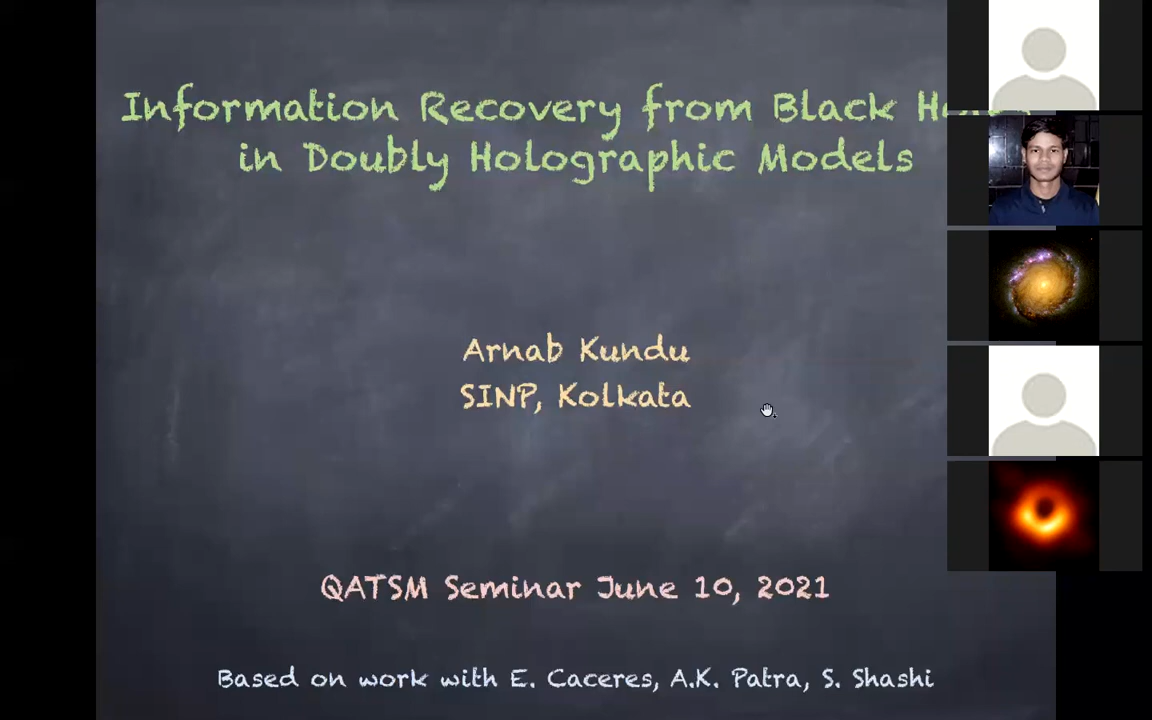 Information Recovery from Black
in Doubly Holographic Models
Arnab Kundu
SINP, Kolkata
QATSM Seminar June 10, 2021
Based on work with E. Caceres, A.K. Patra, S. Shashi